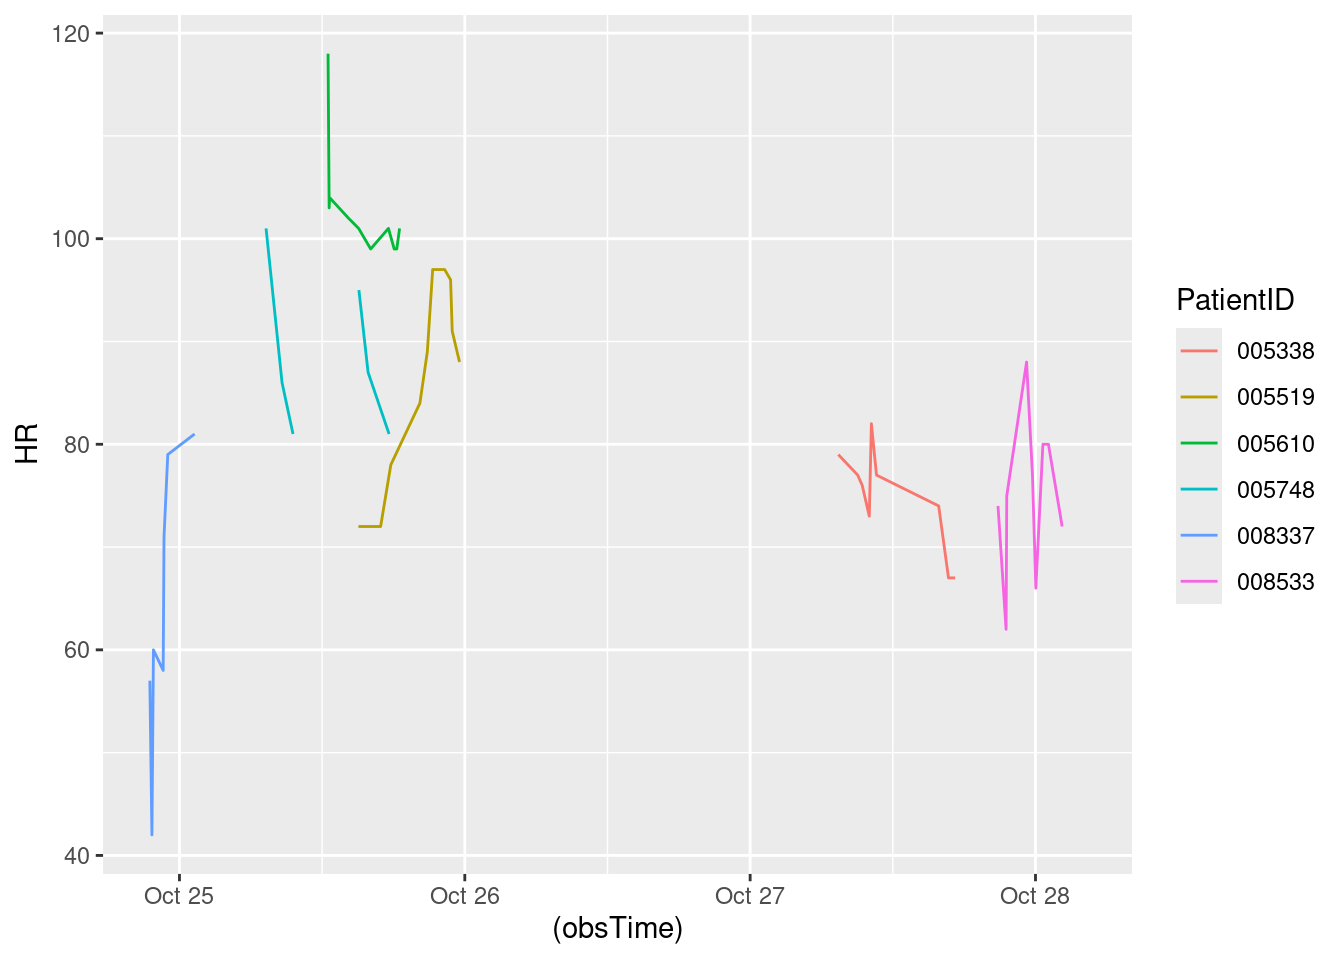 120
100
80
60
40
HR
Oct 25
Oct 26
Oct 27
Oct 28
(obsTime)
PatientID
005338
005519
005610
005748
008337
008533